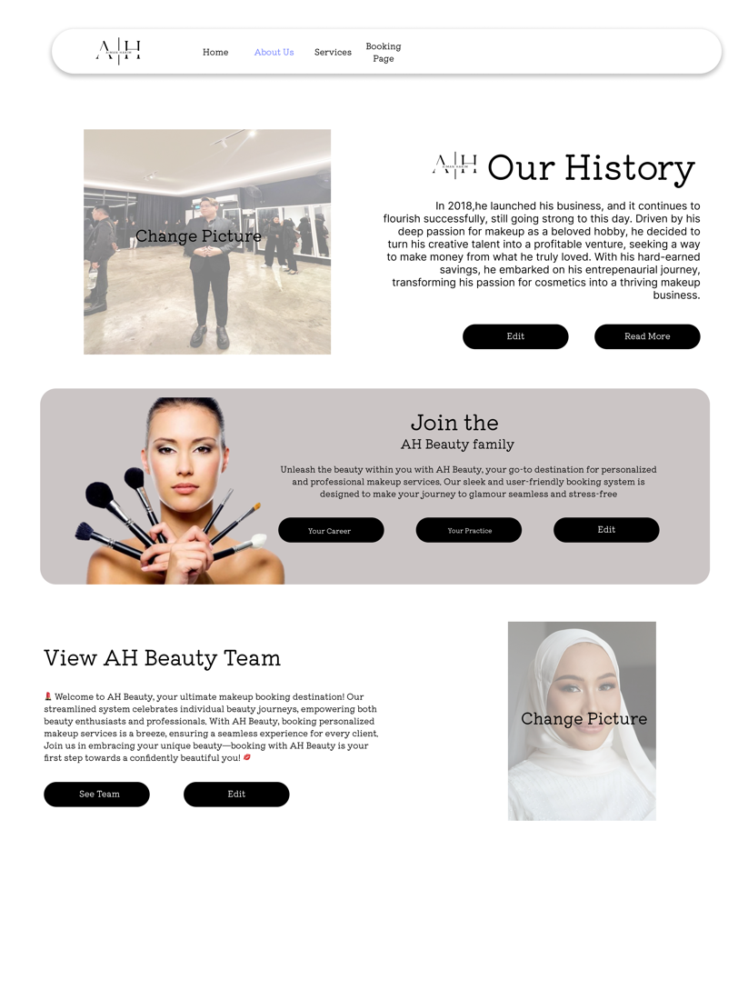 A|H
Home
About Us
Services
Booking
Page
Change Picture
A|H
Our History
In 2018,he launched his business, and it continues to
flourish successfully, still going strong to this day. Driven by his
deep passion for makeup as a beloved hobby, he decided to
turn his creative talent into a profitable venture, seeking a way
to make money from what he truly loved. With his hard-earned
savings, he embarked on his entrepenaurial journey,
transforming his passion for cosmetics into a thriving makeup
business.
Edit
Read More
Join the
AH Beauty family
Unleash the beauty within you with AH Beauty, your go-to destination for personalized
and professional makeup services. Our sleek and user-friendly booking system is
designed to make your journey to glamour seamless and stress-free
Your Career
Your Practice
Edit
View AH Beauty Team
💄 Welcome to AH Beauty, your ultimate makeup booking destination! Our
streamlined system celebrates individual beauty journeys, empowering both
beauty enthusiasts and professionals. With AH Beauty, booking personalized
makeup services is a breeze, ensuring a seamless experience for every client.
Join us in embracing your unique beauty—booking with AH Beauty is your
first step towards a confidently beautiful you! 💋
See Team
Edit
Change Picture